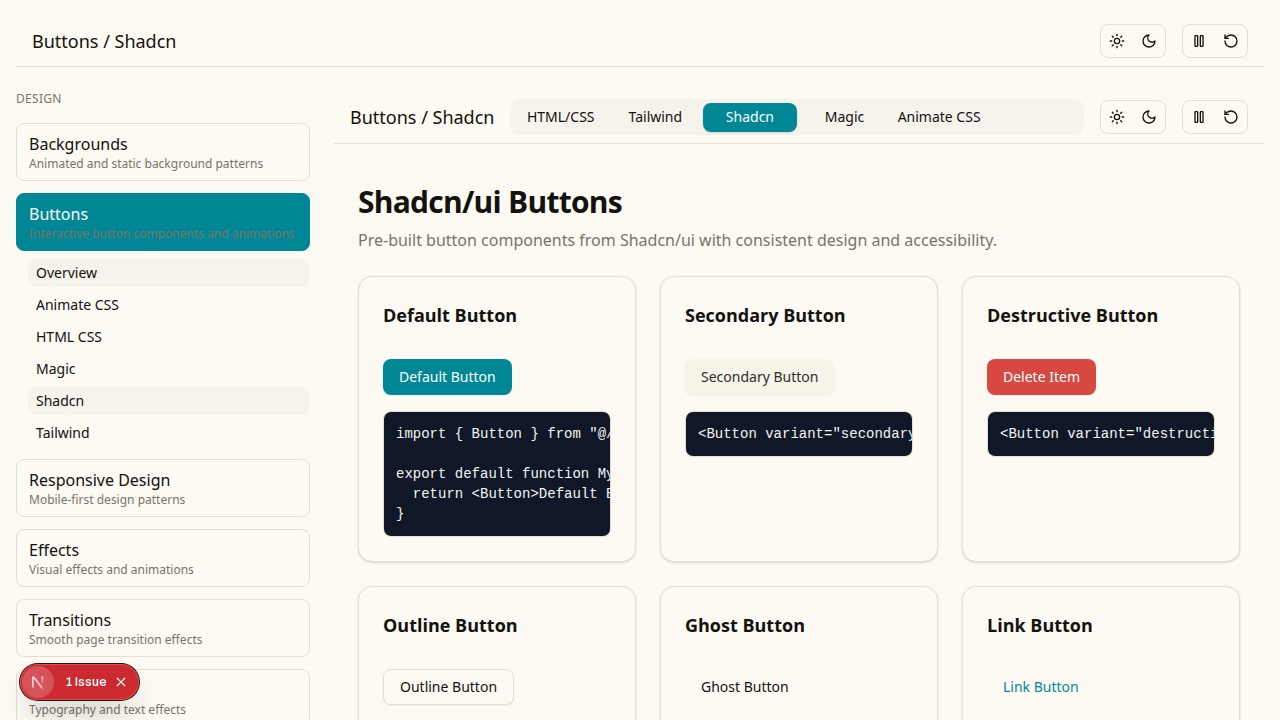 Buttons / Shadcn
DESIGN
Backgrounds
Animated and static background patterns
Buttons
Interactive button components and animations
Overview
Animate CSS
HTML CSS
Magic
Shadcn
Tailwind
Responsive Design
Mobile-first design patterns
Effects
Visual effects and animations
Transitions
Smooth page transition effects
1 Issue
Typography and text effects
Buttons / Shadcn
HTML/CSS
Tailwind
Shadcn
Magic
Animate CSS
Shadcn/ui Buttons
Pre-built button components from Shadcn/ui with consistent design and accessibility.
Default Button
Default Button
import { Button } from "@/
export default function My
return <Button>Default B
}
Secondary Button
Secondary Button
<Button variant="secondary
Destructive Button
Delete Item
<Button variant="destructi
Outline Button
Outline Button
Ghost Button
Ghost Button
Link Button
Link Button